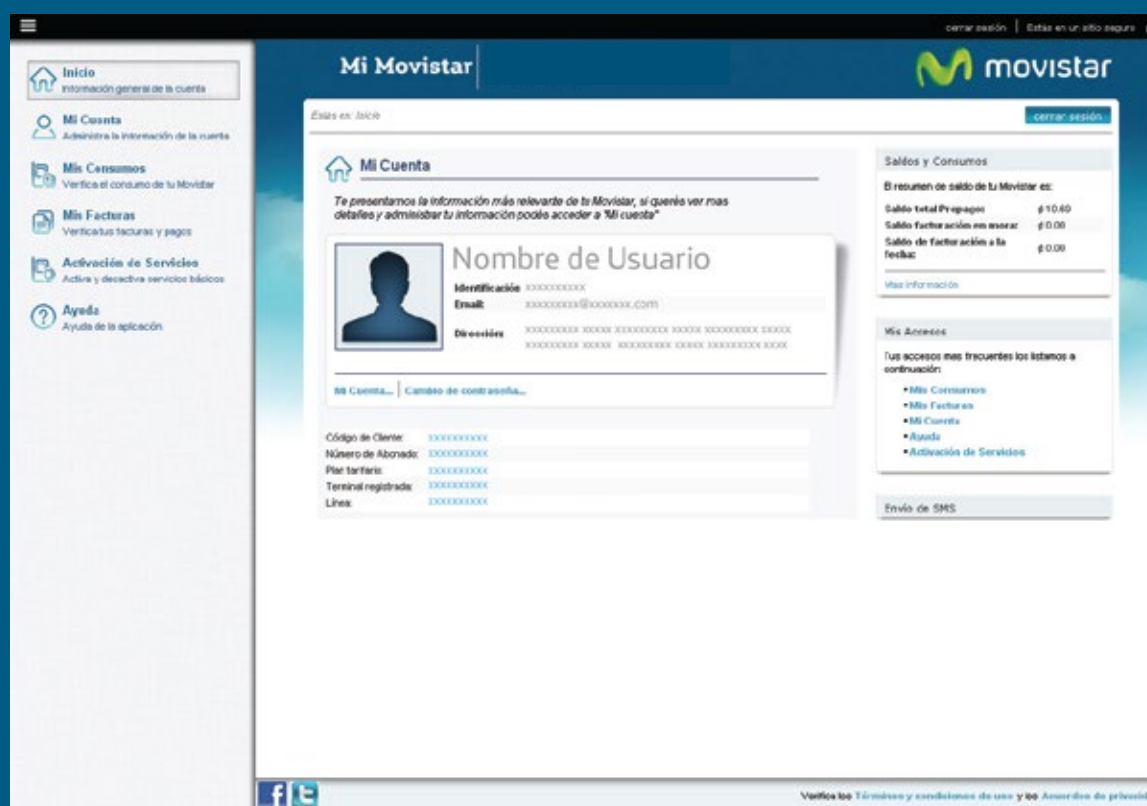 cerrar sesión | Estás en un sitio seguro
Inicio
Información general de la cuenta
Mi Cuenta
Administra la información de la cuenta
Mis Consumos
Verifica el consumo de tu Movistar
Mis Facturas
Verifica tus facturas y pagos
Activación de Servicios
Activa y desactiva servicios básicos
Ayuda
Ayuda de la aplicación
Mi Movistar
movistar
Estás en: Inicio
cerrar sesión
Mi Cuenta
Te presentamos la información más relevante de tu Movistar, si querés ver mas
detalles y administrar tu información podés acceder a "Mi cuenta"
Nombre de Usuario
Identificación xxxxxxxxxx
Email: xxxxxxxxx@xxxxxxx.com
Dirección: xxxxxxxxx xxxxx xxxxxxxxx xxxxx xxxxxxxxx xxxxx
xxxxxxxxx xxxxx xxxxxxxxx xxxxx xxxxxxxxx xxxx
Mi Cuenta... | Cambio de contraseña...
Código de Cliente: xxxxxxxxxx
Número de Abonado: xxxxxxxxxx
Plan tarifario: xxxxxxxxxx
Terminal registrada: xxxxxxxxxx
Línea: xxxxxxxxxx
Saldos y Consumos
El resumen de saldo de tu Movistar es:
Saldo total Prepago: ¢10.69
Saldo facturación en mora: ¢0.00
Saldo de facturación a la
fecha: ¢0.00
Mas información
Mis Accesos
Tus accesos mas frecuentes los listamos a
continuación:
• Mis Consumos
• Mis Facturas
• Mi Cuenta
• Ayuda
• Activación de Servicios
Envío de SMS
Verifica los Términos y condiciones de uso y los Acuerdos de